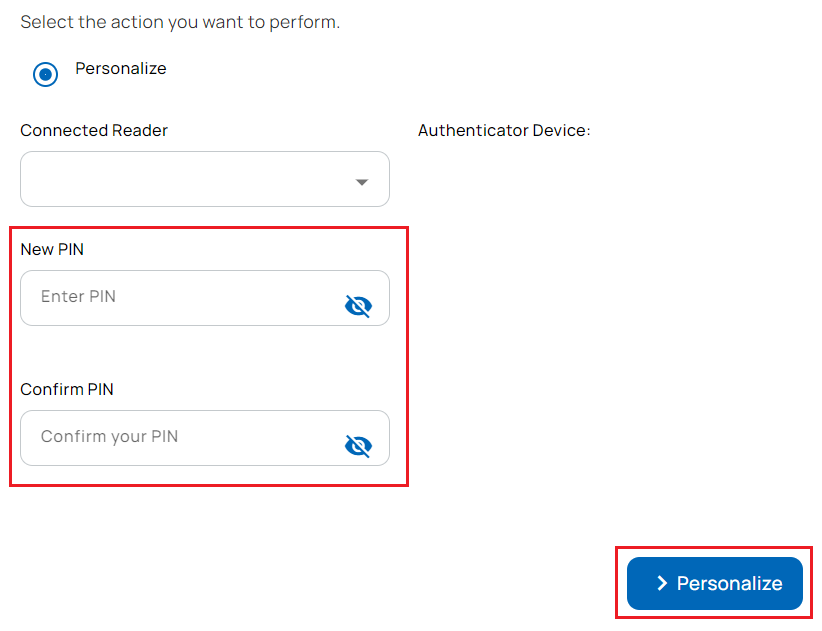 Select the action you want to perform.
Personalize
Connected Reader
Authenticator Device:
New PIN
Enter PIN
Confirm PIN
Confirm your PIN
Personalize